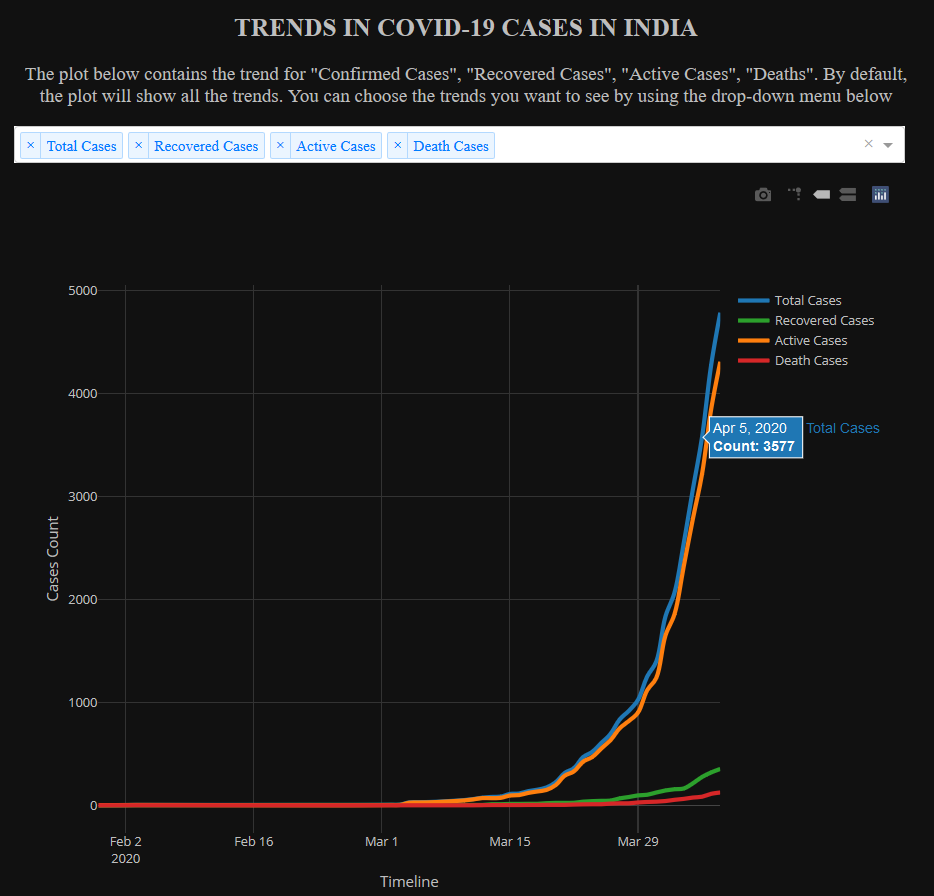 TRENDS IN COVID-19 CASES IN INDIA
The plot below contains the trend for "Confirmed Cases", "Recovered Cases", "Active Cases", "Deaths". By default,
the plot will show all the trends. You can choose the trends you want to see by using the drop-down menu below
× Total Cases × Recovered Cases × Active Cases × Death Cases ×
5000
4000
3000
2000
1000
0
Cases Count
Total Cases
Recovered Cases
Active Cases
Death Cases
Apr 5, 2020 Total Cases
Count: 3577
Feb 2 Feb 16 Mar 1 Mar 15 Mar 29
2020
Timeline